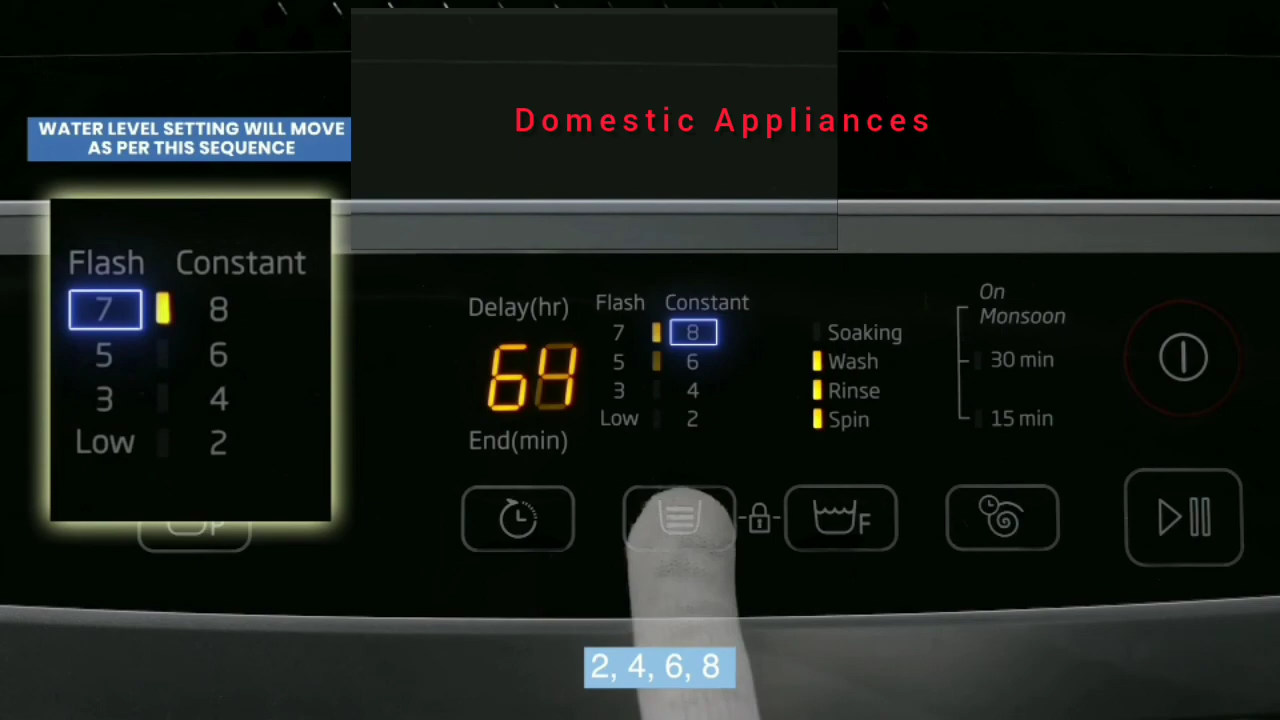 Domestic Appliances
WATER LEVEL SETTING WILL MOVE
AS PER THIS SEQUENCE
Flash Constant
7 8
5 6
3 4
Low 2
Delay(hr)
64
End(min)
Flash Constant
7 8
5 6
3 4
Low 2
Soaking
Wash
Rinse
Spin
On
Monsoon
30 min
15 min
P
F
2, 4, 6, 8